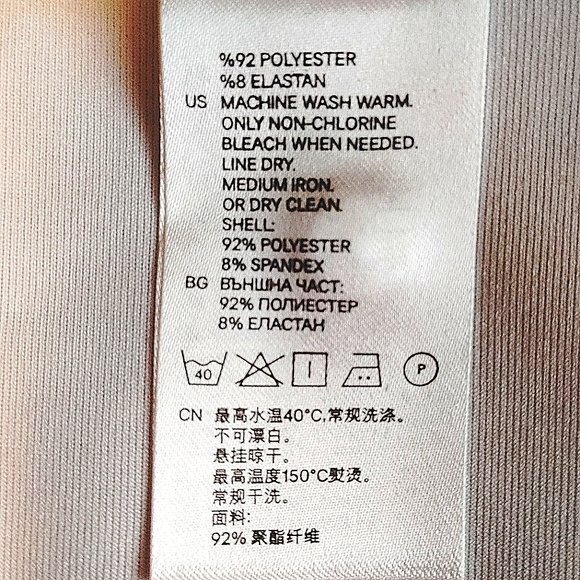 %92 POLYESTER
%8 ELASTAN
US MACHINE WASH WARM.
ONLY NON-CHLORINE
BLEACH WHEN NEEDED.
LINE DRY.
MEDIUM IRON.
OR DRY CLEAN.
SHELL:
92% POLYESTER
8% SPANDEX
BG ВЪНШНА ЧАСТ:
92% ПОЛИЕСТЕР
8% ЕЛАСТАН
40 P
CN 最高水温40°C,常规洗涤。
不可漂白。
悬挂晾干。
最高温度150°C熨烫。
常规干洗。
面料:
92% 聚酯纤维